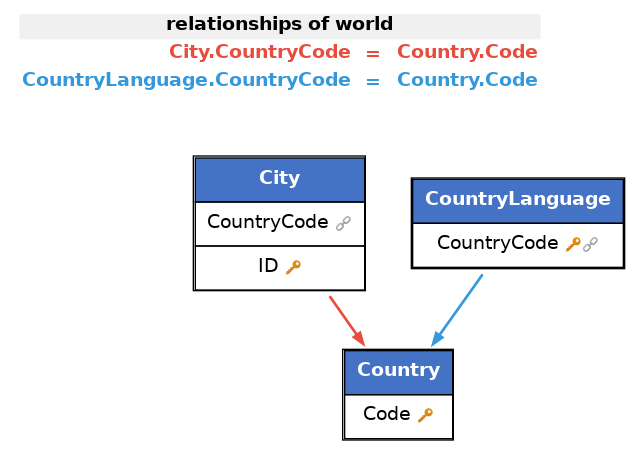 relationships of world
City.CountryCode = Country.Code
CountryLanguage.CountryCode = Country.Code
City
CountryCode
ID
CountryLanguage
CountryCode
Country
Code